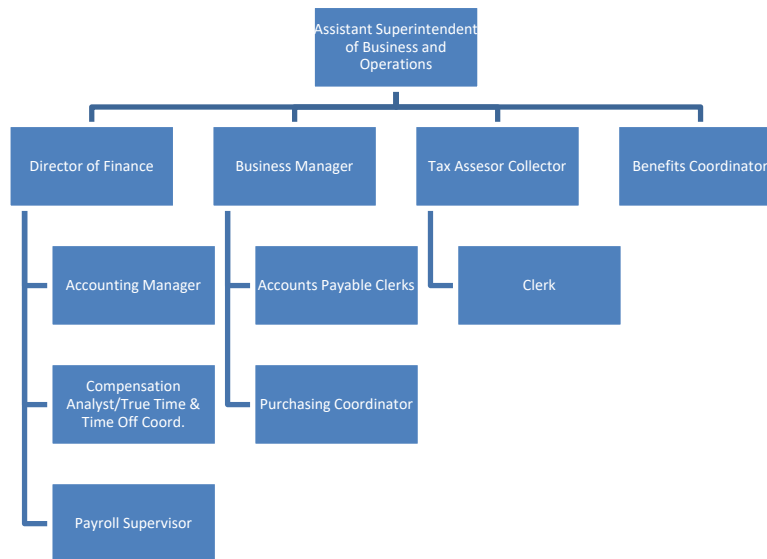 Assistant Superintendent
of Business and
Operations
Director of Finance
Business Manager
Tax Assesor Collector
Benefits Coordinator
Accounting Manager
Accounts Payable Clerks
Clerk
Compensation
Analyst/True Time &
Time Off Coord.
Purchasing Coordinator
Payroll Supervisor